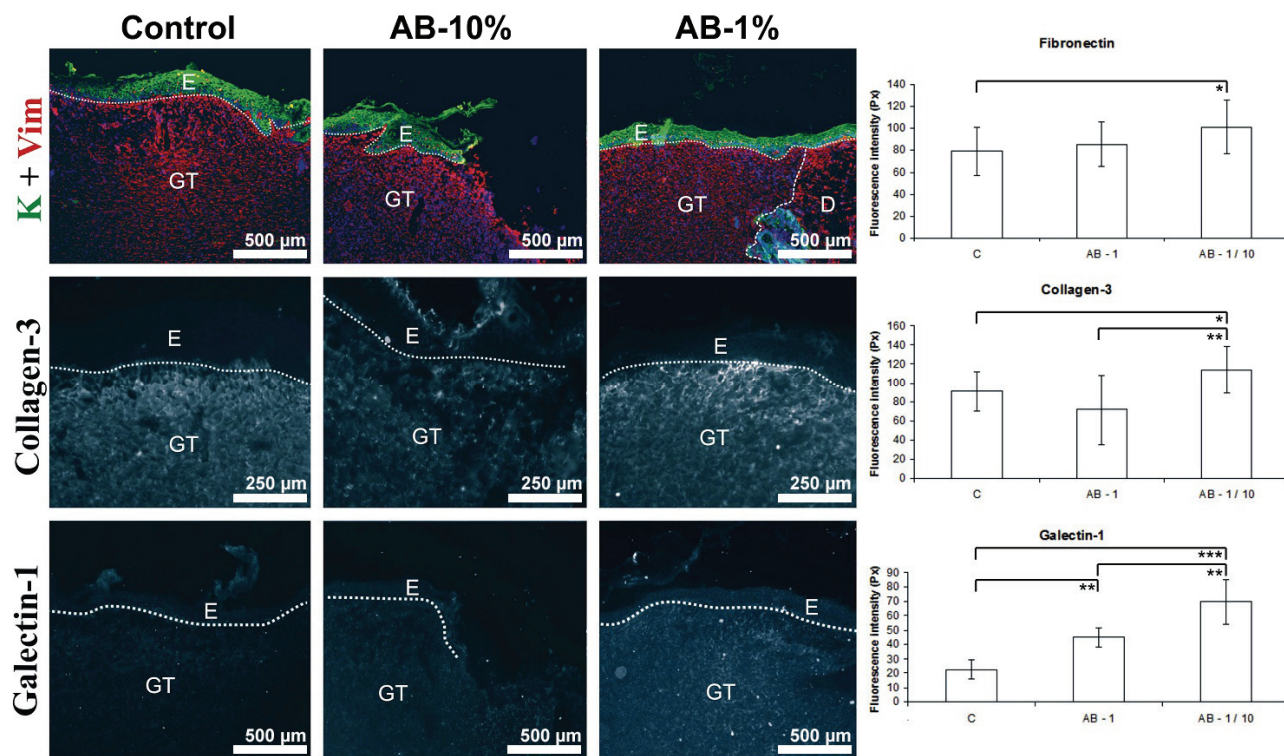 Control
AB-10%
AB-1%
K + Vim
E
GT
500 µm
E
GT
500 µm
E
GT
D
500 µm
Collagen-3
E
GT
250 µm
E
GT
250 µm
E
GT
250 µm
Galectin-1
E
GT
500 µm
E
GT
500 µm
E
GT
500 µm
Fibronectin
Fluorescence intensity (Px)
140
120
100
80
60
40
20
0
*
C
AB - 1
AB - 1 / 10
Collagen-3
Fluorescence intensity (Px)
160
140
120
100
80
60
40
20
0
*
**
C
AB - 1
AB - 1 / 10
Galectin-1
Fluorescence intensity (Px)
90
80
70
60
50
40
30
20
10
0
***
**
**
C
AB - 1
AB - 1 / 10